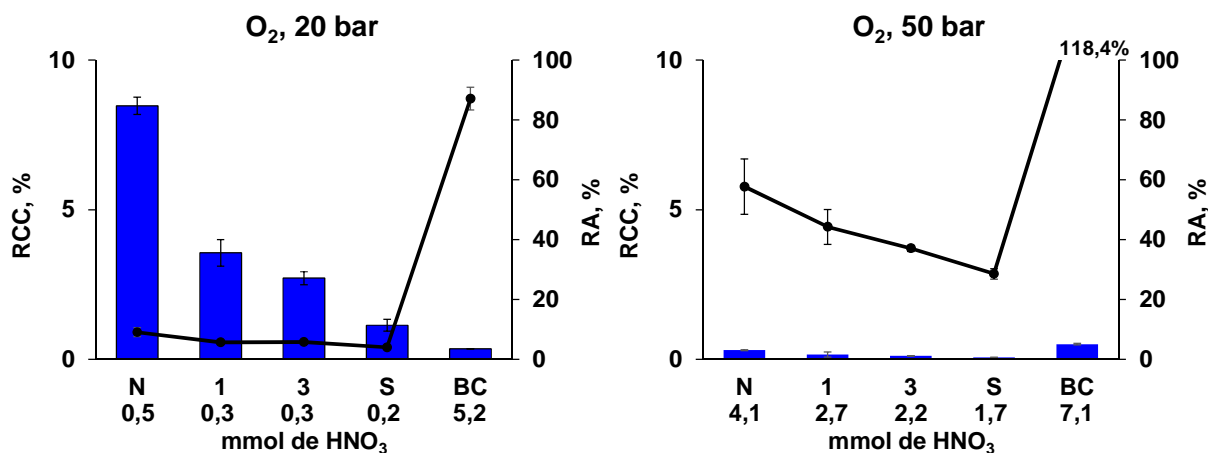 O₂, 20 bar
10
5
0
RCC, %
100
80
60
40
20
0
RA, %
N 1 3 S BC
0,5 0,3 0,3 0,2 5,2
mmol de HNO₃
O₂, 50 bar
118,4%
10
5
0
RCC, %
100
80
60
40
20
0
RA, %
N 1 3 S BC
4,1 2,7 2,2 1,7 7,1
mmol de HNO₃